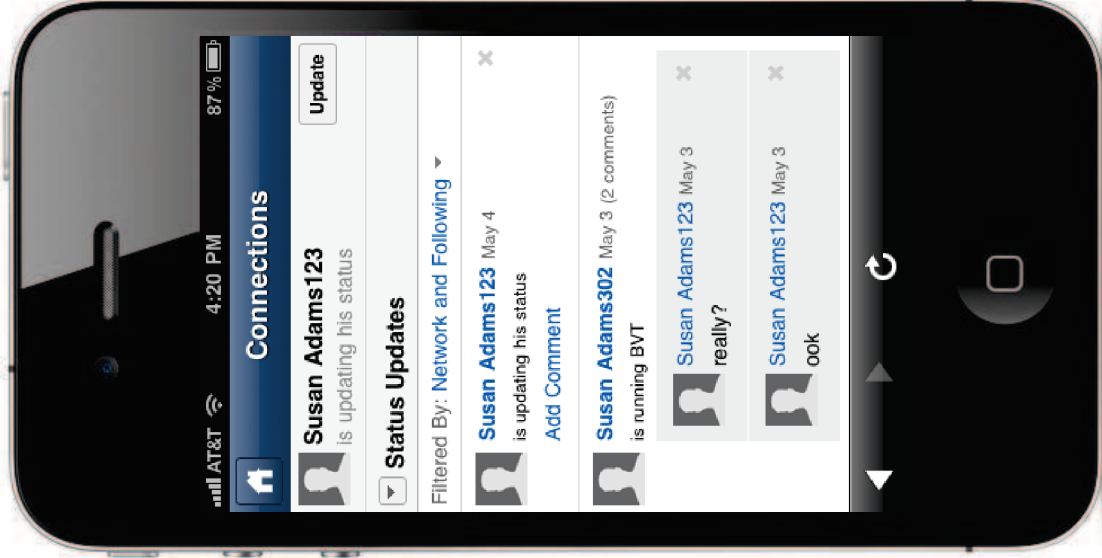 AT&T 4:20 PM 87 %
Connections
Susan Adams123
is updating his status
Update
Status Updates
Filtered By: Network and Following
Susan Adams123 May 4
is updating his status
Add Comment
Susan Adams302 May 3 (2 comments)
is running BVT
Susan Adams123 May 3
really?
Susan Adams123 May 3
ook